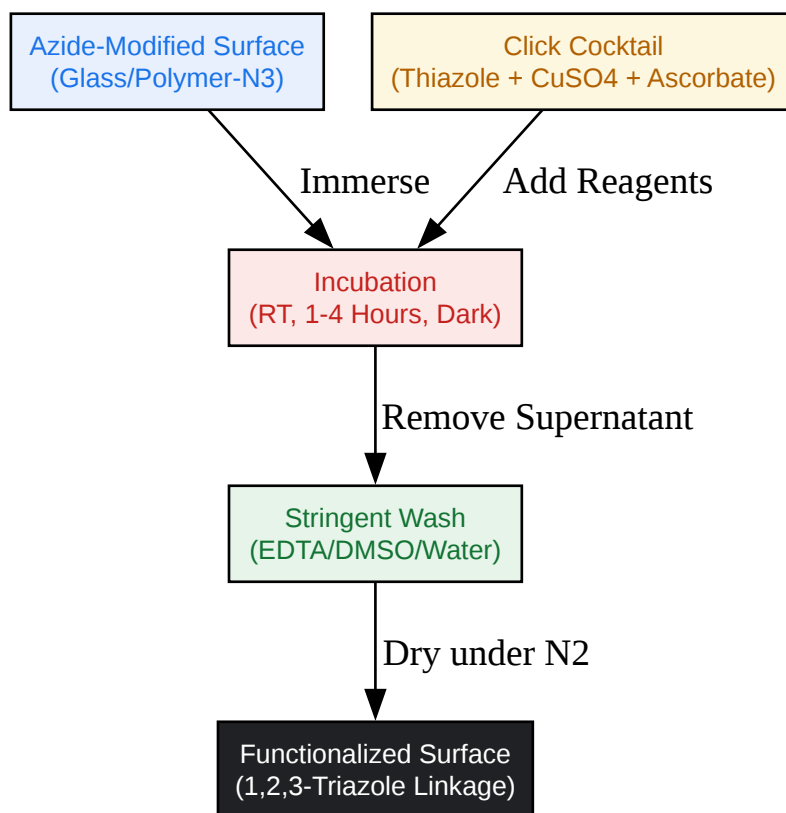 Azide-Modified Surface
(Glass/Polymer-N3)
Click Cocktail
(Thiazole + CuSO4 + Ascorbate)
Immerse
Add Reagents
Incubation
(RT, 1-4 Hours, Dark)
Remove Supernatant
Stringent Wash
(EDTA/DMSO/Water)
Dry under N2
Functionalized Surface
(1,2,3-Triazole Linkage)